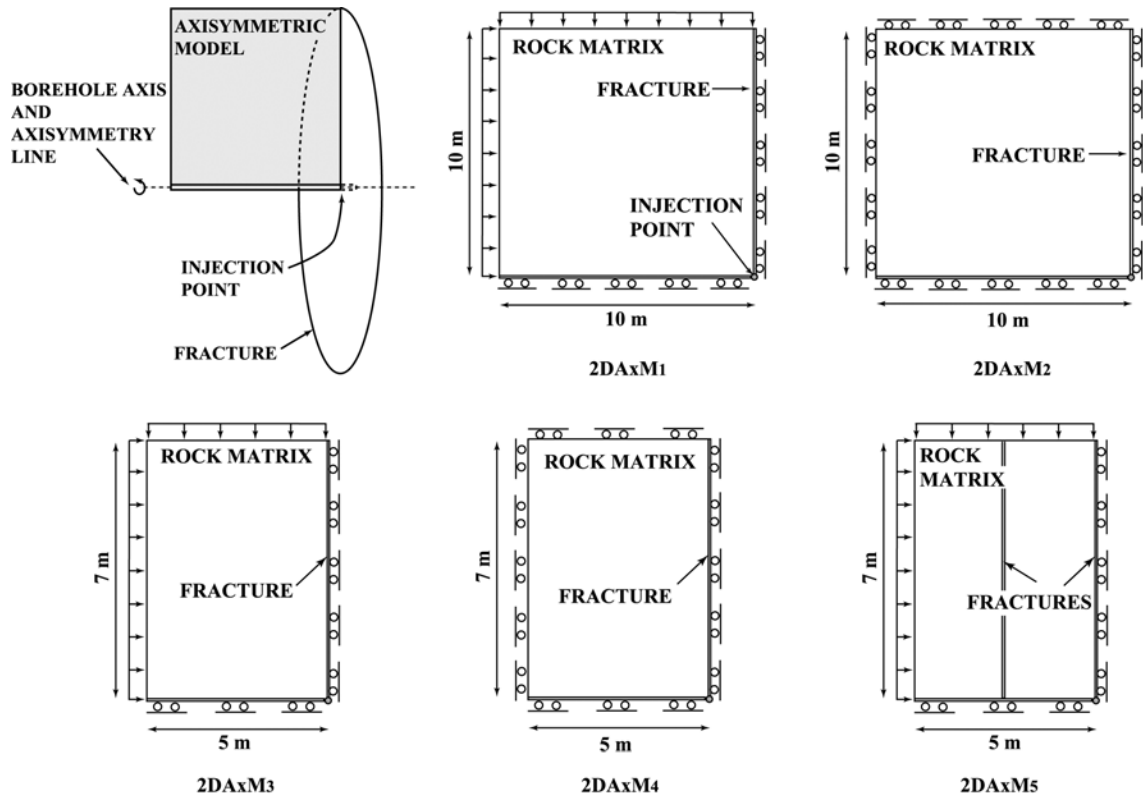 AXISYMMETRIC
MODEL
BOREHOLE AXIS
AND
AXISYMMETRY
LINE
INJECTION
POINT
FRACTURE
ROCK MATRIX
FRACTURE
10 m
INJECTION
POINT
10 m
2DAxM1
ROCK MATRIX
10 m
FRACTURE
10 m
2DAxM2
ROCK MATRIX
7 m
FRACTURE
5 m
2DAxM3
ROCK MATRIX
7 m
FRACTURE
5 m
2DAxM4
ROCK
MATRIX
7 m
FRACTURES
5 m
2DAxM5